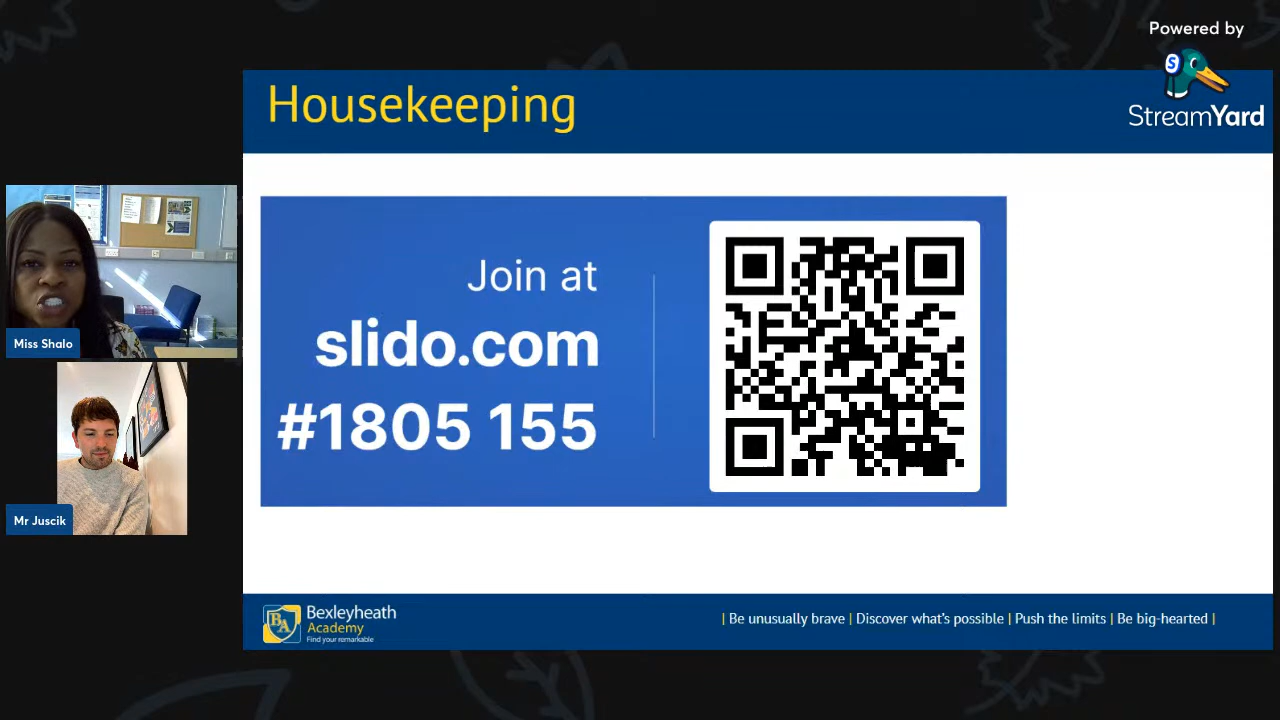 Powered by
StreamYard
Housekeeping
Join at
slido.com
#1805 155
Miss Shalo
Mr Juscik
BA
Bexleyheath
Academy
Find your remarkable
| Be unusually brave | Discover what's possible | Push the limits | Be big-hearted |